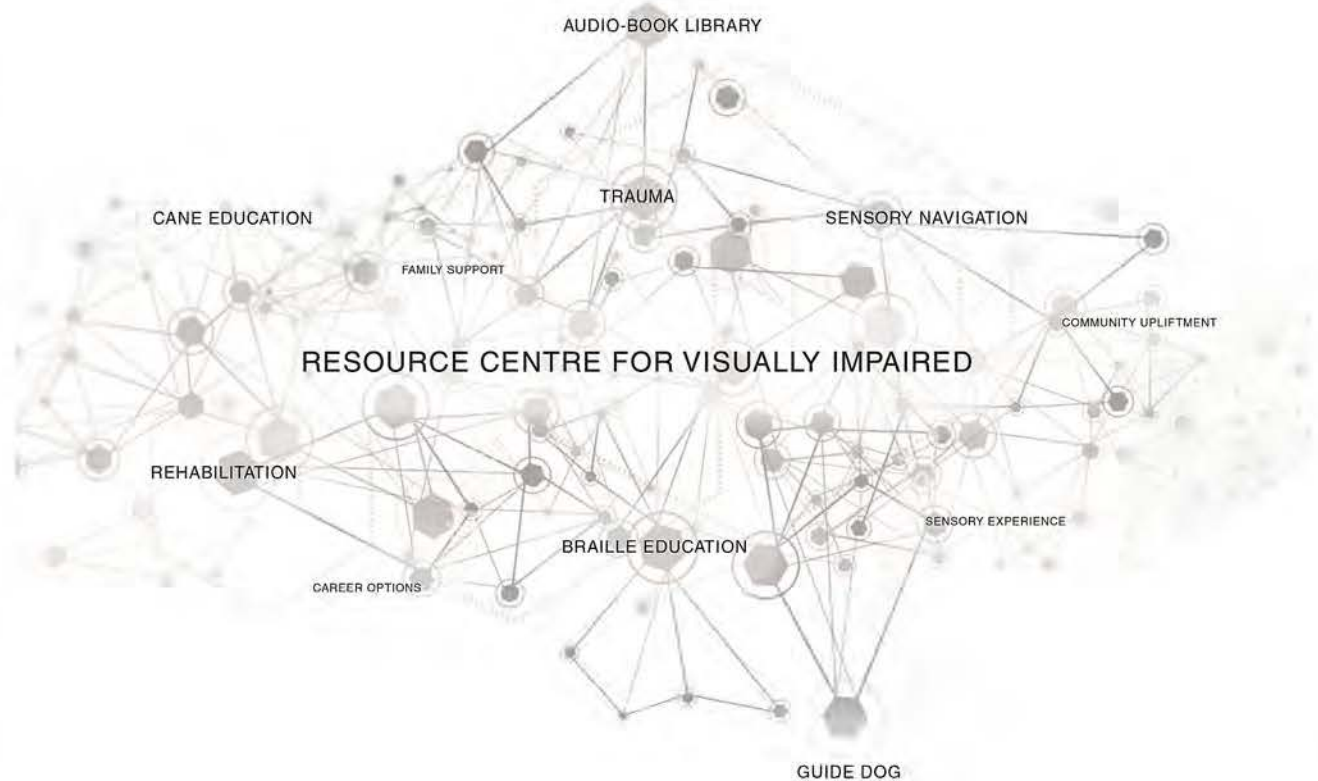 AUDIO-BOOK LIBRARY
TRAUMA
CANE EDUCATION
SENSORY NAVIGATION
FAMILY SUPPORT
COMMUNITY UPLIFTMENT
RESOURCE CENTRE FOR VISUALLY IMPAIRED
REHABILITATION
SENSORY EXPERIENCE
BRAILLE EDUCATION
CAREER OPTIONS
GUIDE DOG